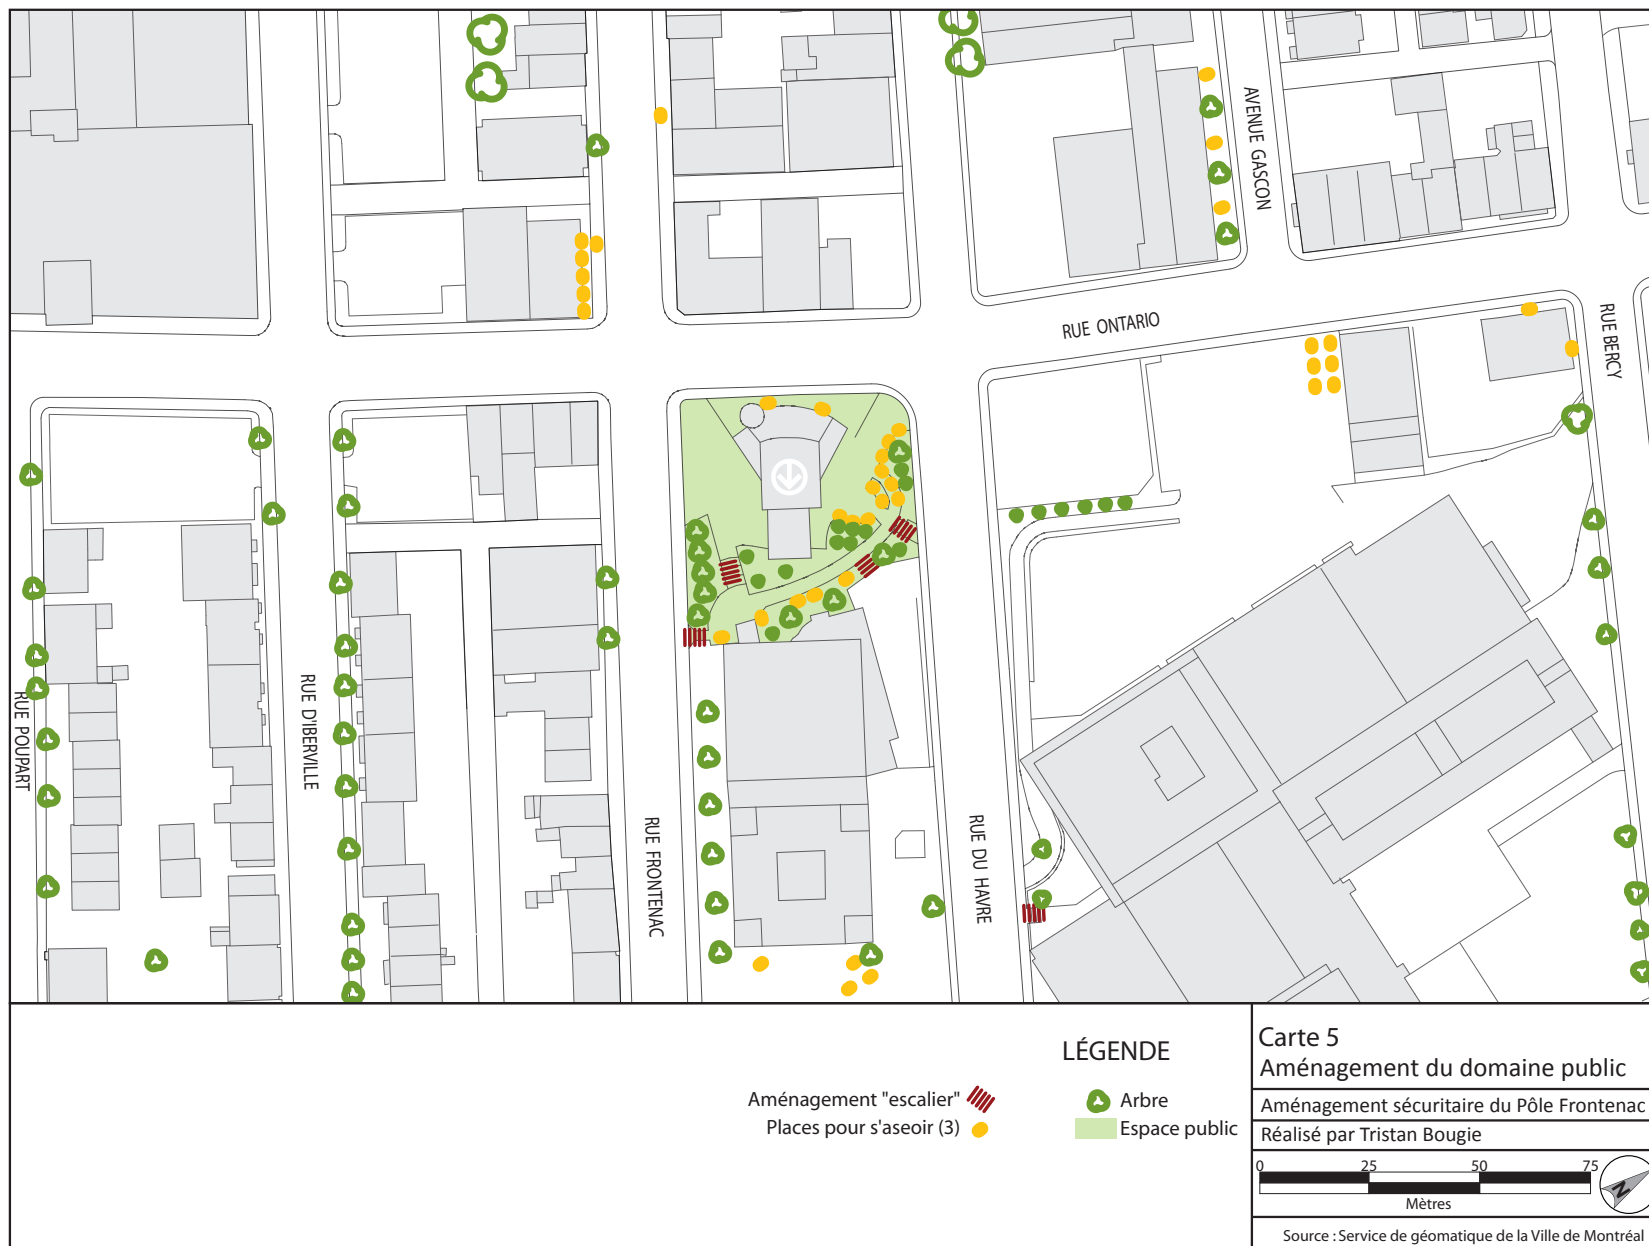 AVENUE GASCON
RUE ONTARIO
RUE BERCY
RUE POUPART
RUE D'IBERVILLE
RUE FRONTENAC
RUE DU HAVRE
LÉGENDE
Aménagement "escalier"
Places pour s'aseoir (3)
Arbre
Espace public
Carte 5
Aménagement du domaine public
Aménagement sécuritaire du Pôle Frontenac
Réalisé par Tristan Bougie
0 25 50 75
Mètres
N
Source : Service de géomatique de la Ville de Montréal